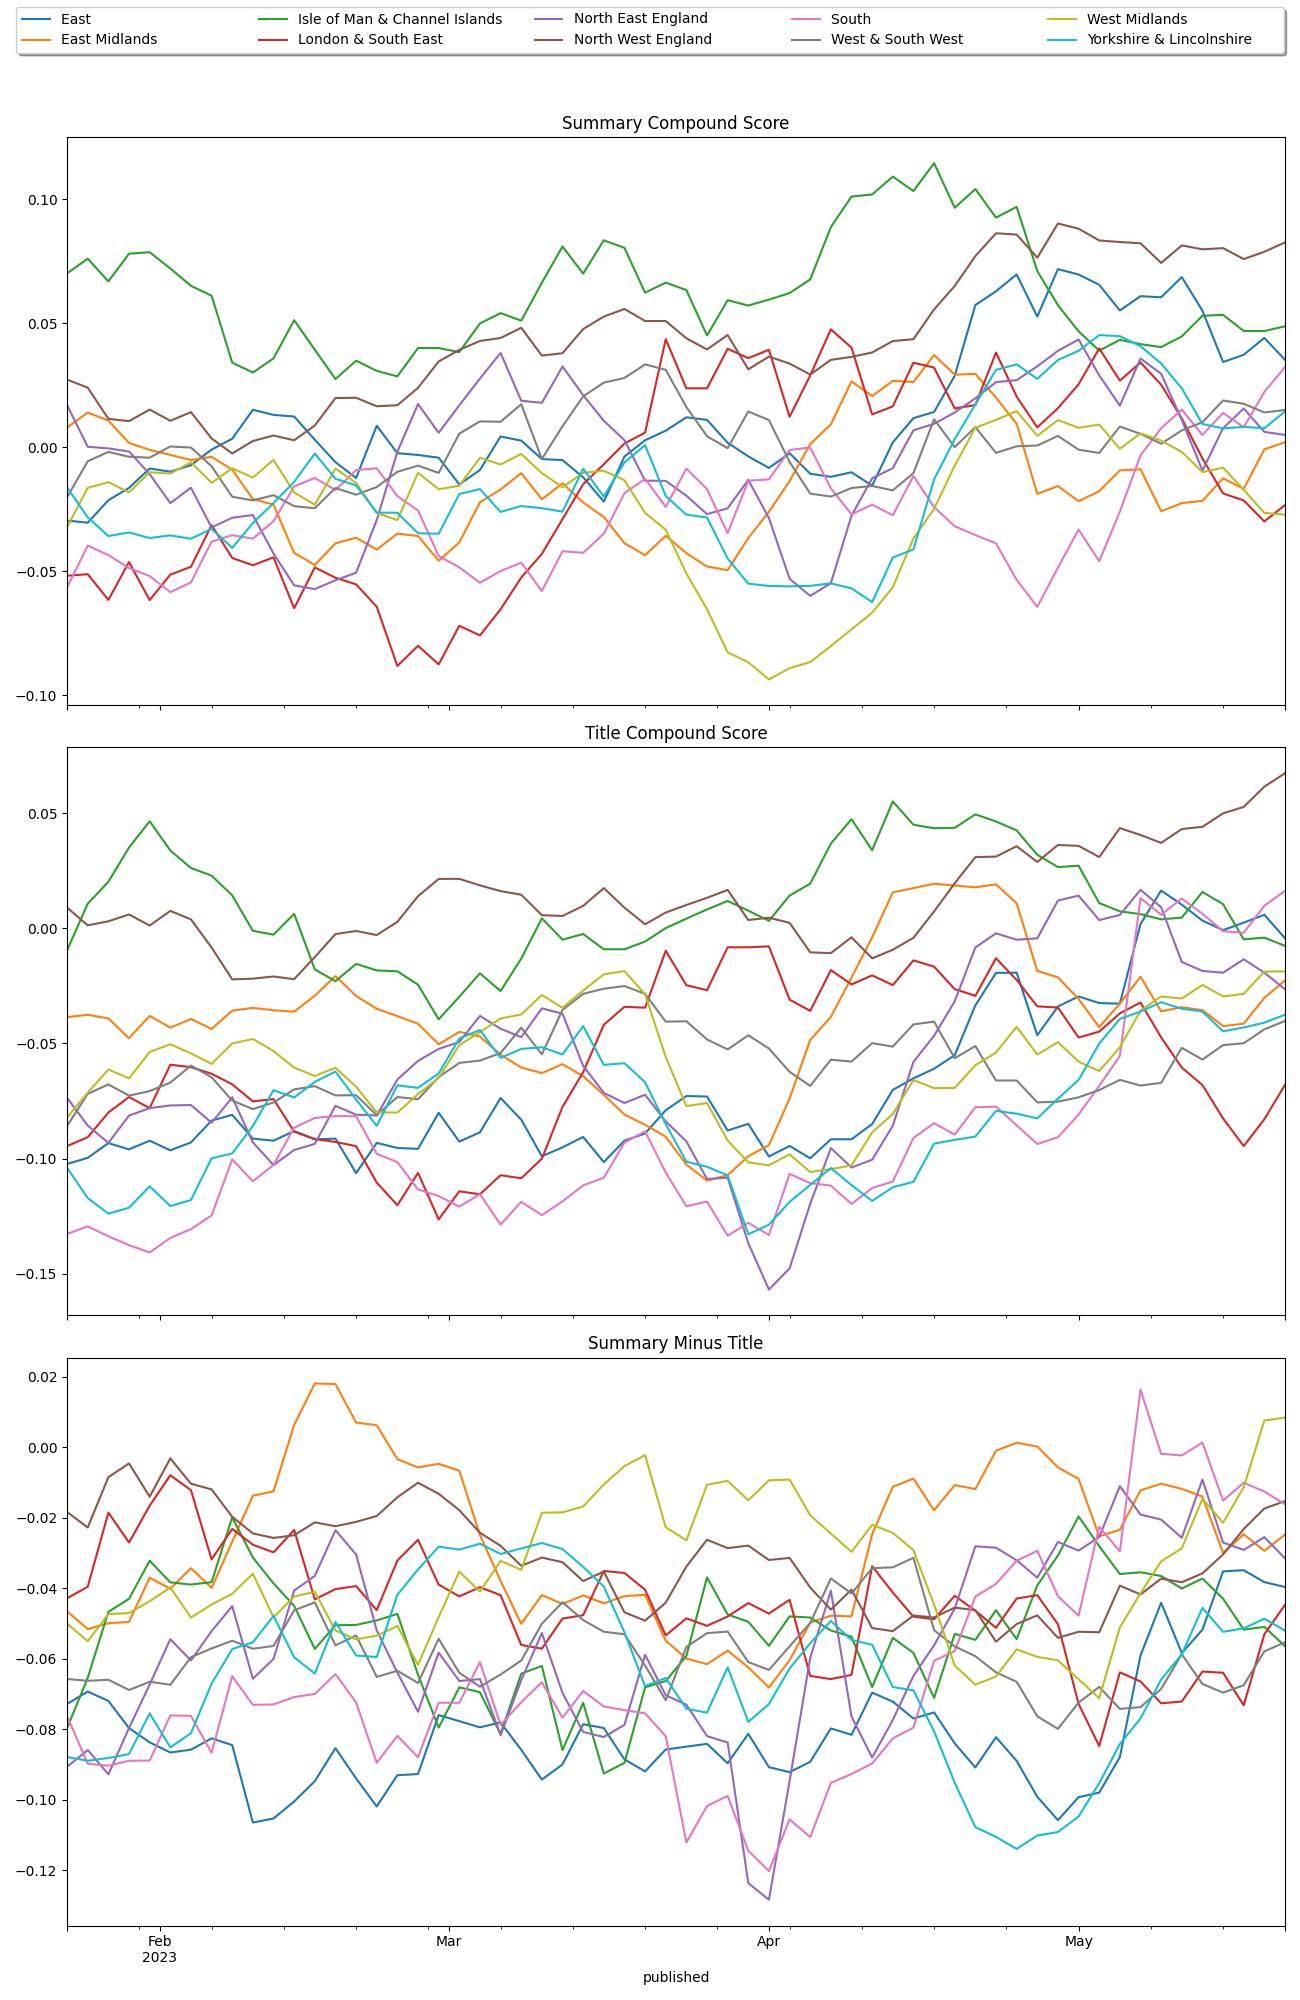 East Isle of Man & Channel Islands North East England South West Midlands
East Midlands London & South East North West England West & South West Yorkshire & Lincolnshire
Summary Compound Score
0.10
0.05
0.00
−0.05
−0.10
Title Compound Score
0.05
0.00
−0.05
−0.10
−0.15
Summary Minus Title
0.02
0.00
−0.02
−0.04
−0.06
−0.08
−0.10
−0.12
Feb Mar Apr May
2023
published